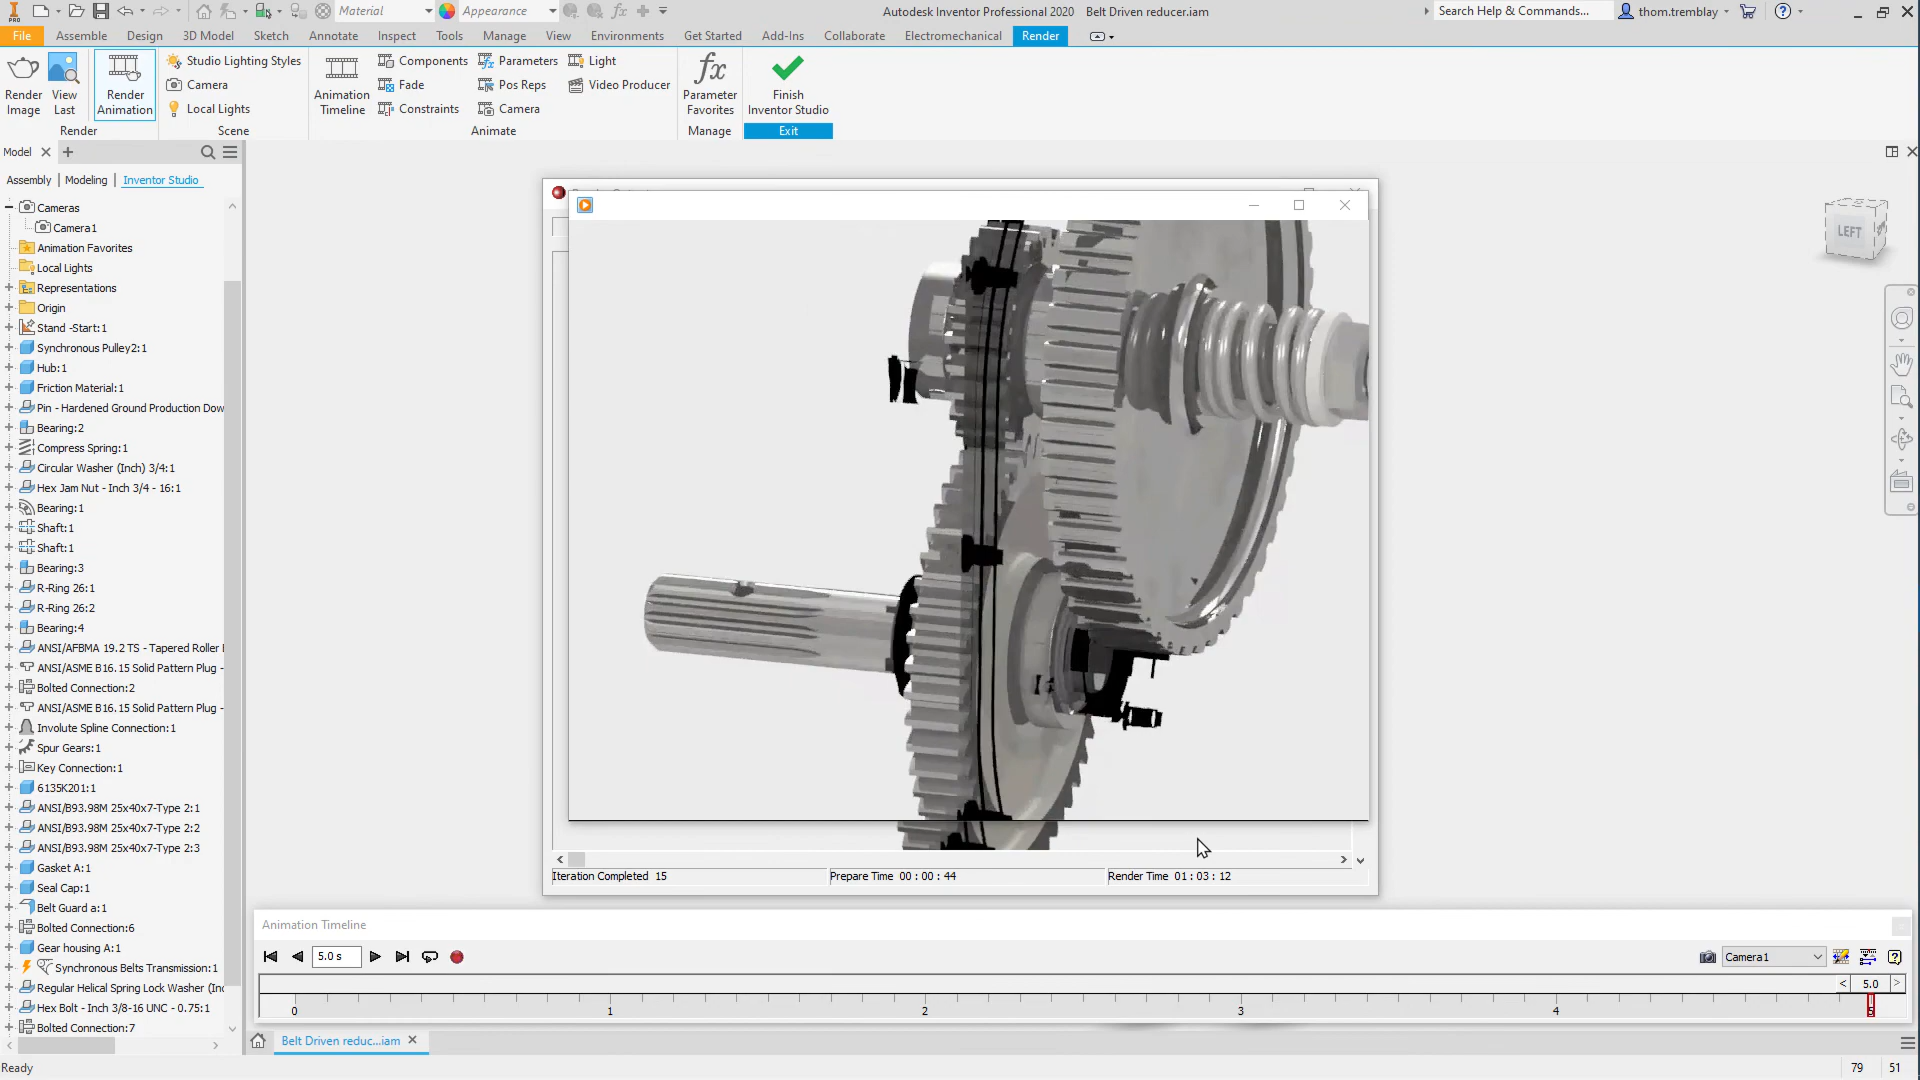 Material
Appearance
fx
Autodesk Inventor Professional 2020 Belt Driven reducer.iam
Search Help & Commands...
thom.tremblay
File Assemble Design 3D Model Sketch Annotate Inspect Tools Manage View Environments Get Started Add-Ins Collaborate Electromechanical Render
Render Image
View Last
Render Animation
Render
Studio Lighting Styles
Camera
Local Lights
Scene
Animation Timeline
Components
Fade
Constraints
Parameters
Pos Reps
Camera
Light
Video Producer
Animate
fx
Parameter Favorites
Manage
Finish Inventor Studio
Exit
Model
Assembly | Modeling | Inventor Studio
Cameras
Camera1
Animation Favorites
Local Lights
Representations
Origin
Stand -Start:1
Synchronous Pulley2:1
Hub:1
Friction Material:1
Pin - Hardened Ground Production Dow
Bearing:2
Compress Spring:1
Circular Washer (Inch) 3/4:1
Hex Jam Nut - Inch 3/4 - 16:1
Bearing:1
Shaft:1
Shaft:1
Bearing:3
R-Ring 26:1
R-Ring 26:2
Bearing:4
ANSI/AFBMA 19.2 TS - Tapered Roller
ANSI/ASME B16.15 Solid Pattern Plug -
Bolted Connection:2
ANSI/ASME B16.15 Solid Pattern Plug -
Involute Spline Connection:1
Spur Gears:1
Key Connection:1
6135K201:1
ANSI/B93.98M 25x40x7-Type 2:1
ANSI/B93.98M 25x40x7-Type 2:2
ANSI/B93.98M 25x40x7-Type 2:3
Gasket A:1
Seal Cap:1
Belt Guard a:1
Bolted Connection:6
Gear housing A:1
Synchronous Belts Transmission:1
Regular Helical Spring Lock Washer (Inc
Hex Bolt - Inch 3/8-16 UNC - 0.75:1
Bolted Connection:7
LEFT
Iteration Completed 15
Prepare Time 00 : 00 : 44
Render Time 01 : 03 : 12
Animation Timeline
5.0 s
Camera1
< 5.0 >
0 1 2 3 4
Belt Driven reduc...iam
Ready
79 51